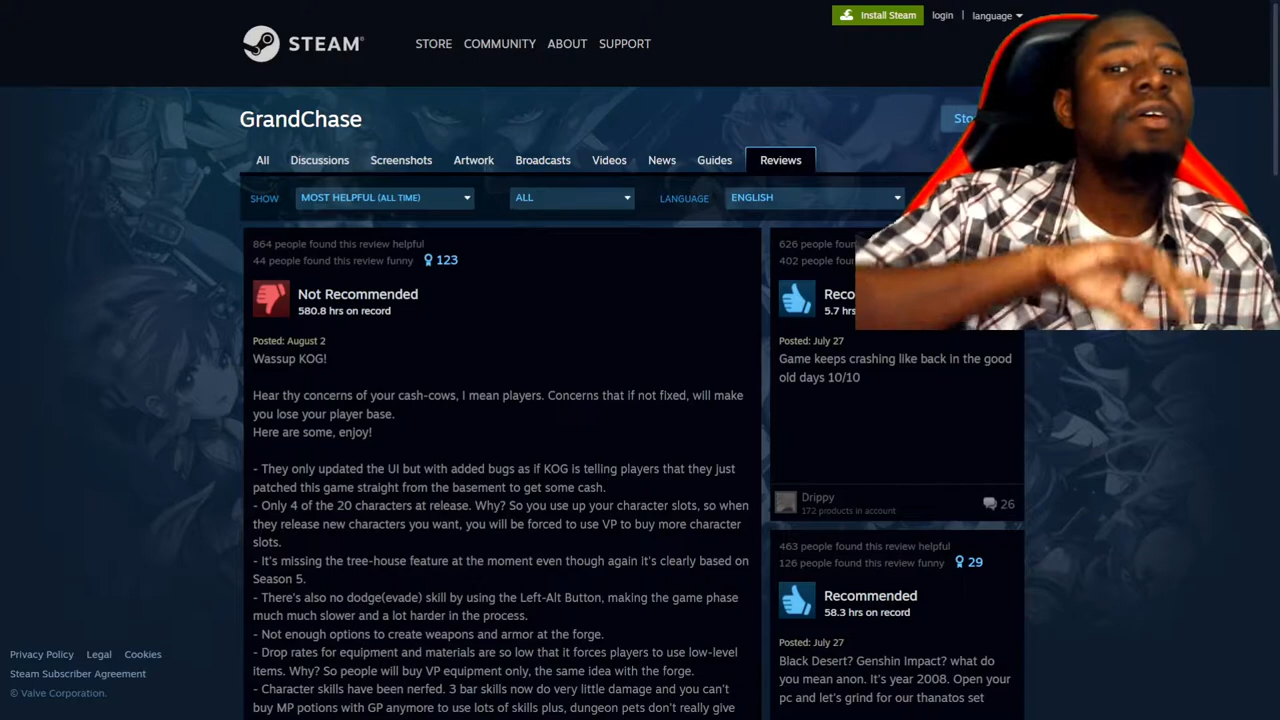 Install Steam
login
language
STEAM®
STORE COMMUNITY ABOUT SUPPORT
GrandChase
All Discussions Screenshots Artwork Broadcasts Videos News Guides Reviews
SHOW MOST HELPFUL (ALL TIME) ALL LANGUAGE ENGLISH
864 people found this review helpful
44 people found this review funny 123
Not Recommended
580.8 hrs on record
Posted: August 2
Wassup KOG!
Hear thy concerns of your cash-cows, I mean players. Concerns that if not fixed, will make
you lose your player base.
Here are some, enjoy!
- They only updated the UI but with added bugs as if KOG is telling players that they just
patched this game straight from the basement to get some cash.
- Only 4 of the 20 characters at release. Why? So you use up your character slots, so when
they release new characters you want, you will be forced to use VP to buy more character
slots.
- It's missing the tree-house feature at the moment even though again it's clearly based on
Season 5.
- There's also no dodge(evade) skill by using the Left-Alt Button, making the game phase
much much slower and a lot harder in the process.
- Not enough options to create weapons and armor at the forge.
- Drop rates for equipment and materials are so low that it forces players to use low-level
items. Why? So people will buy VP equipment only, the same idea with the forge.
- Character skills have been nerfed. 3 bar skills now do very little damage and you can't
buy MP potions with GP anymore to use lots of skills plus, dungeon pets don't really give
626 people
402 people
5.7 hrs
Posted: July 27
Game keeps crashing like back in the good
old days 10/10
Drippy
172 products in account
26
463 people found this review helpful
126 people found this review funny 29
Recommended
58.3 hrs on record
Posted: July 27
Black Desert? Genshin Impact? what do
you mean anon. It's year 2008. Open your
pc and let's grind for our thanatos set
Privacy Policy Legal Cookies
Steam Subscriber Agreement
© Valve Corporation.